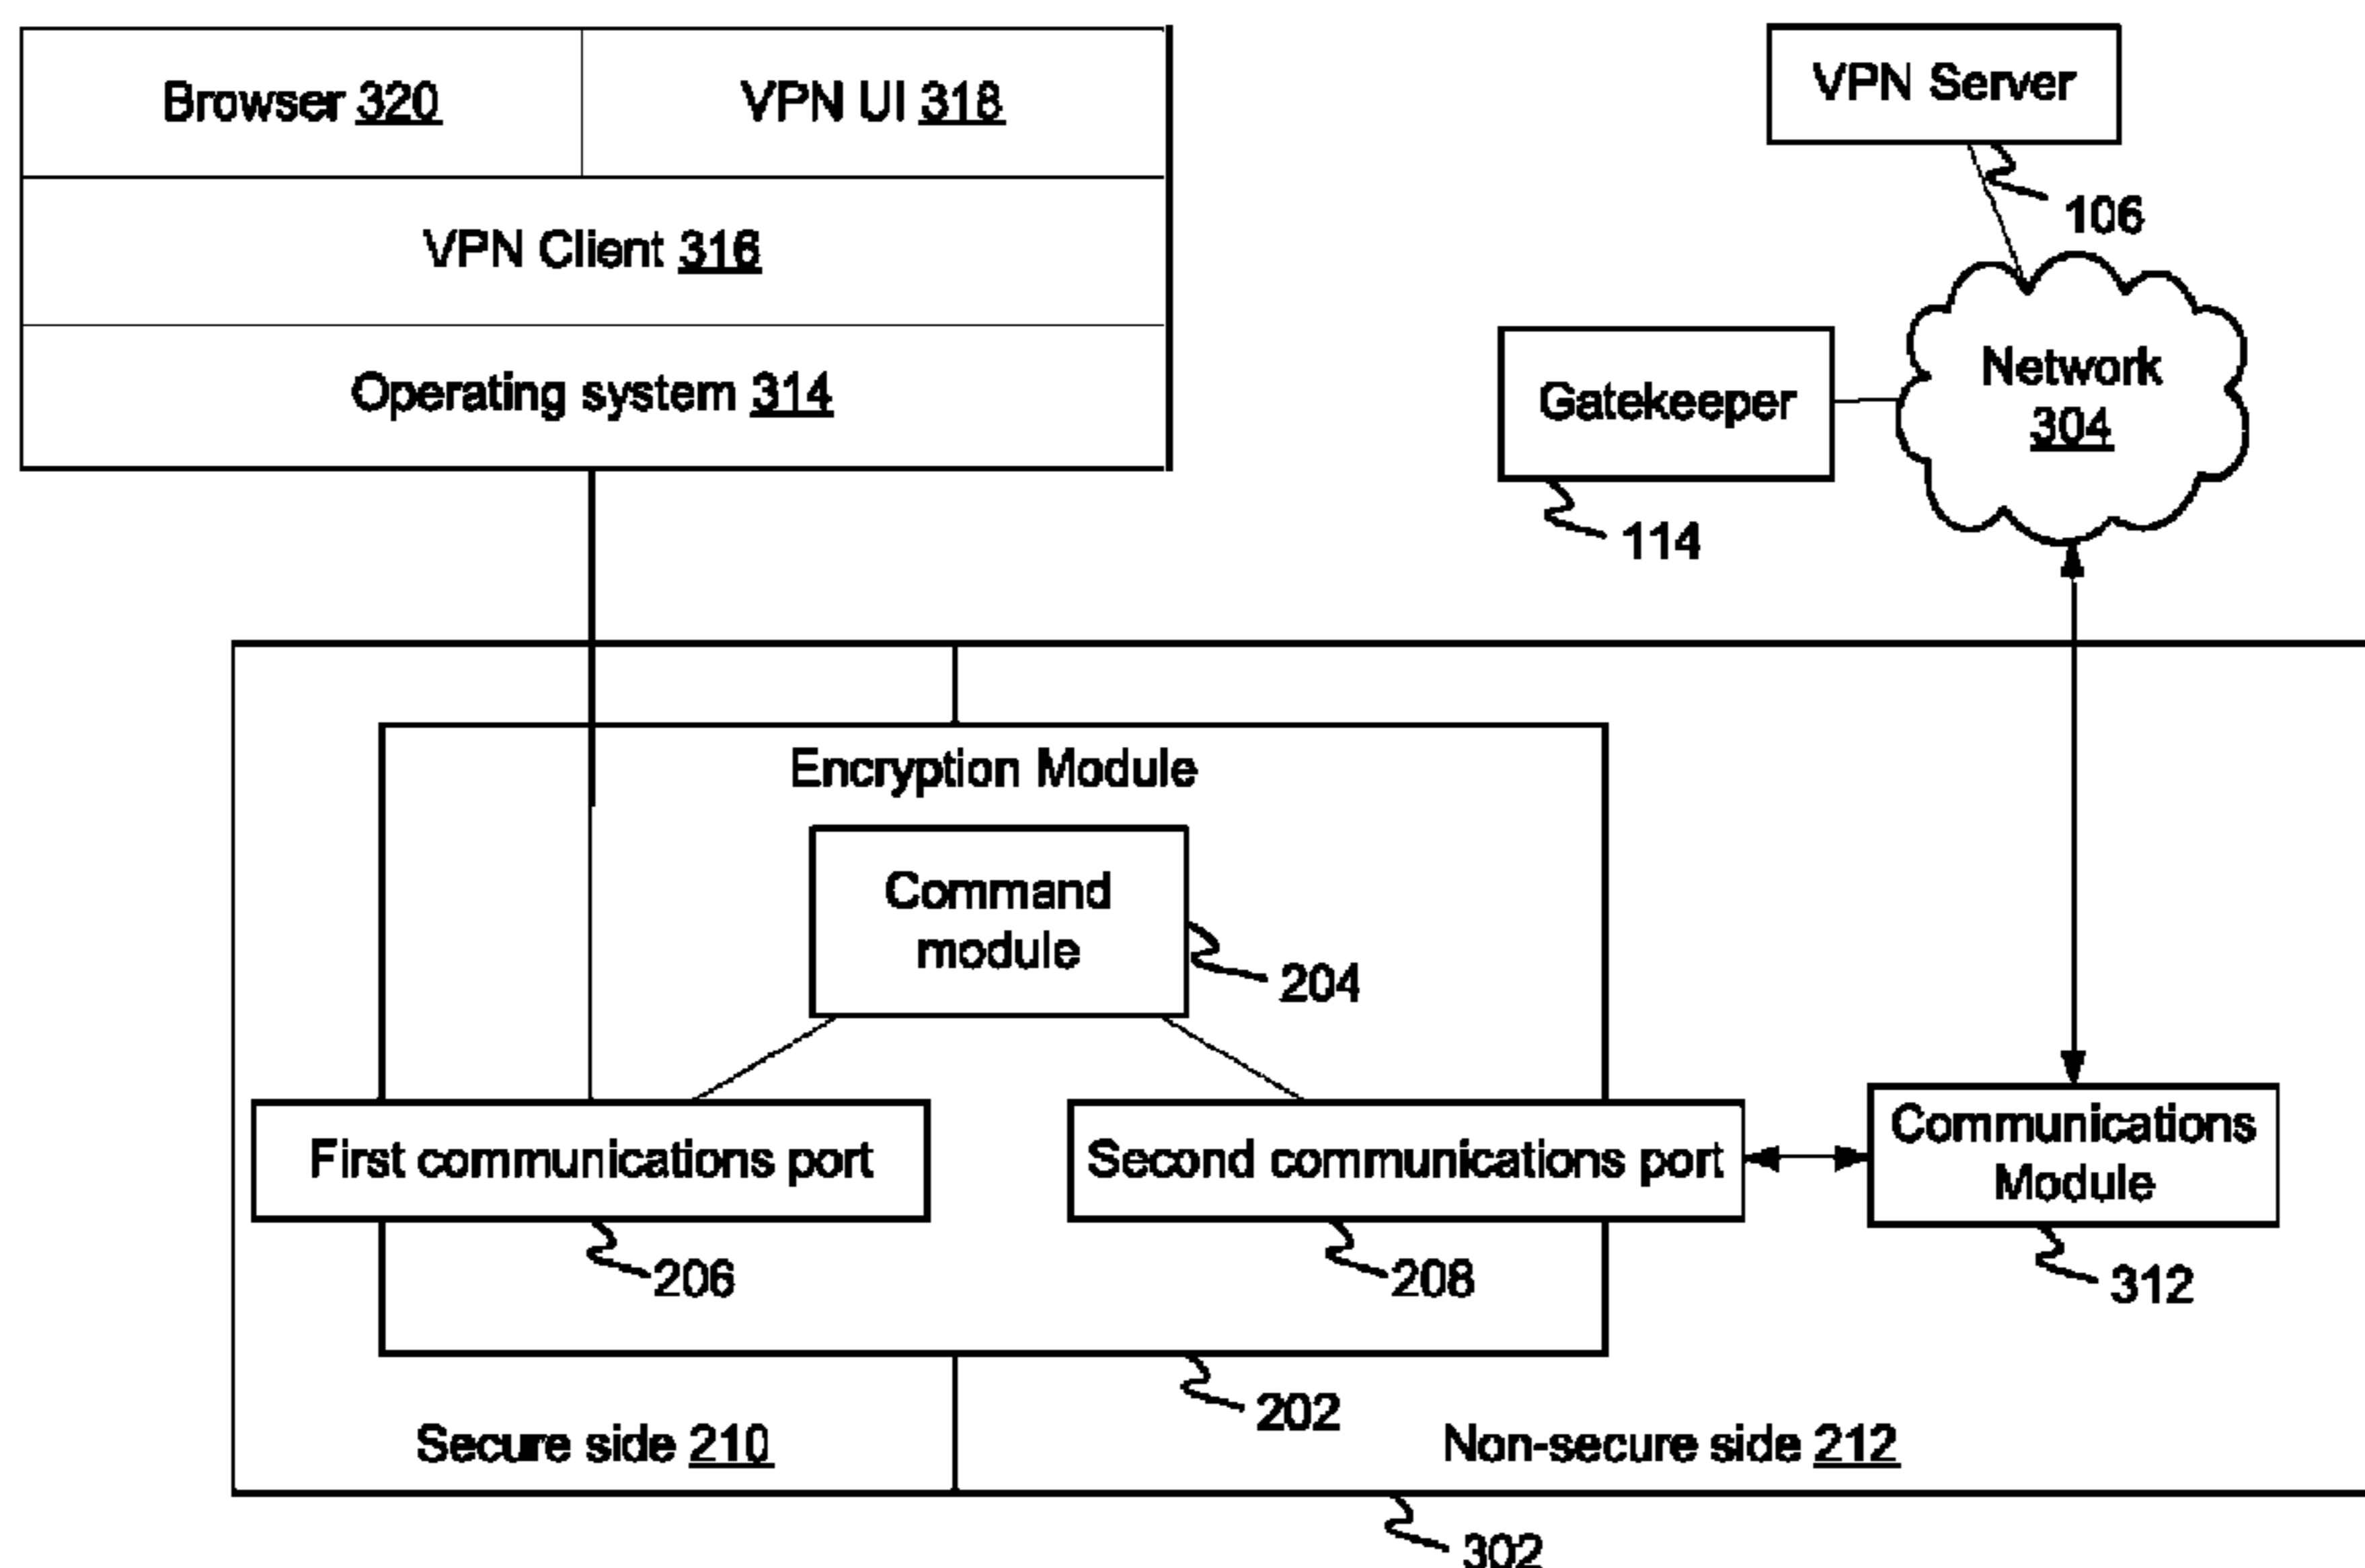 Browser 320
VPN UI 318
VPN Client 316
Operating system 314
VPN Server
106
Network
304
Gatekeeper
114
Encryption Module
Command
module
204
First communications port
206
Second communications port
208
Communications
Module
312
202
Secure side 210
Non-secure side 212
302